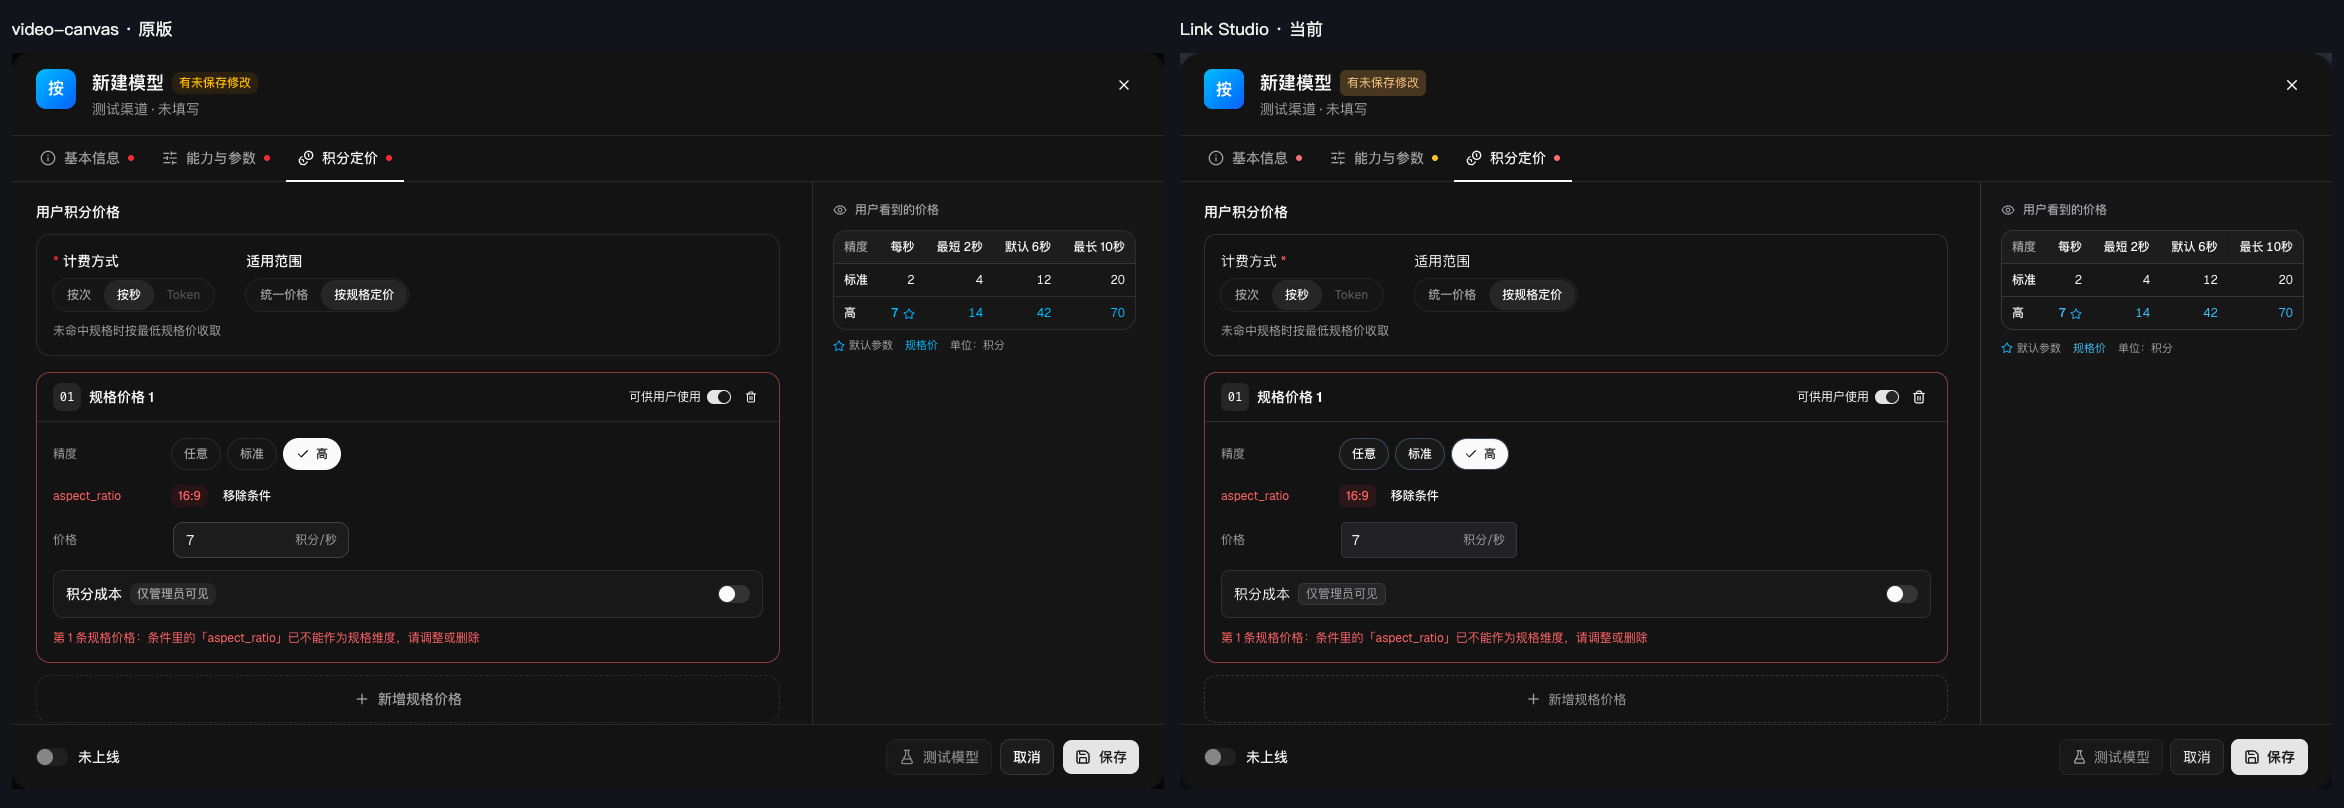 video-canvas · 原版
按
新建模型 有未保存修改
测试渠道 · 未填写
基本信息 能力与参数 积分定价
用户积分价格
* 计费方式 适用范围
按次 按秒 Token 统一价格 按规格定价
未命中规格时按最低规格价收取
01 规格价格 1 可供用户使用
精度 任意 标准 高
aspect_ratio 16:9 移除条件
价格 7 积分/秒
积分成本 仅管理员可见
第 1 条规格价格：条件里的「aspect_ratio」已不能作为规格维度，请调整或删除
新增规格价格
用户看到的价格
精度 每秒 最短 2秒 默认 6秒 最长 10秒
标准 2 4 12 20
高 7 14 42 70
默认参数 规格价 单位：积分
未上线 测试模型 取消 保存
Link Studio · 当前
按
新建模型 有未保存修改
测试渠道 · 未填写
基本信息 能力与参数 积分定价
用户积分价格
计费方式 * 适用范围
按次 按秒 Token 统一价格 按规格定价
未命中规格时按最低规格价收取
01 规格价格 1 可供用户使用
精度 任意 标准 高
aspect_ratio 16:9 移除条件
价格 7 积分/秒
积分成本 仅管理员可见
第 1 条规格价格：条件里的「aspect_ratio」已不能作为规格维度，请调整或删除
新增规格价格
用户看到的价格
精度 每秒 最短 2秒 默认 6秒 最长 10秒
标准 2 4 12 20
高 7 14 42 70
默认参数 规格价 单位：积分
未上线 测试模型 取消 保存